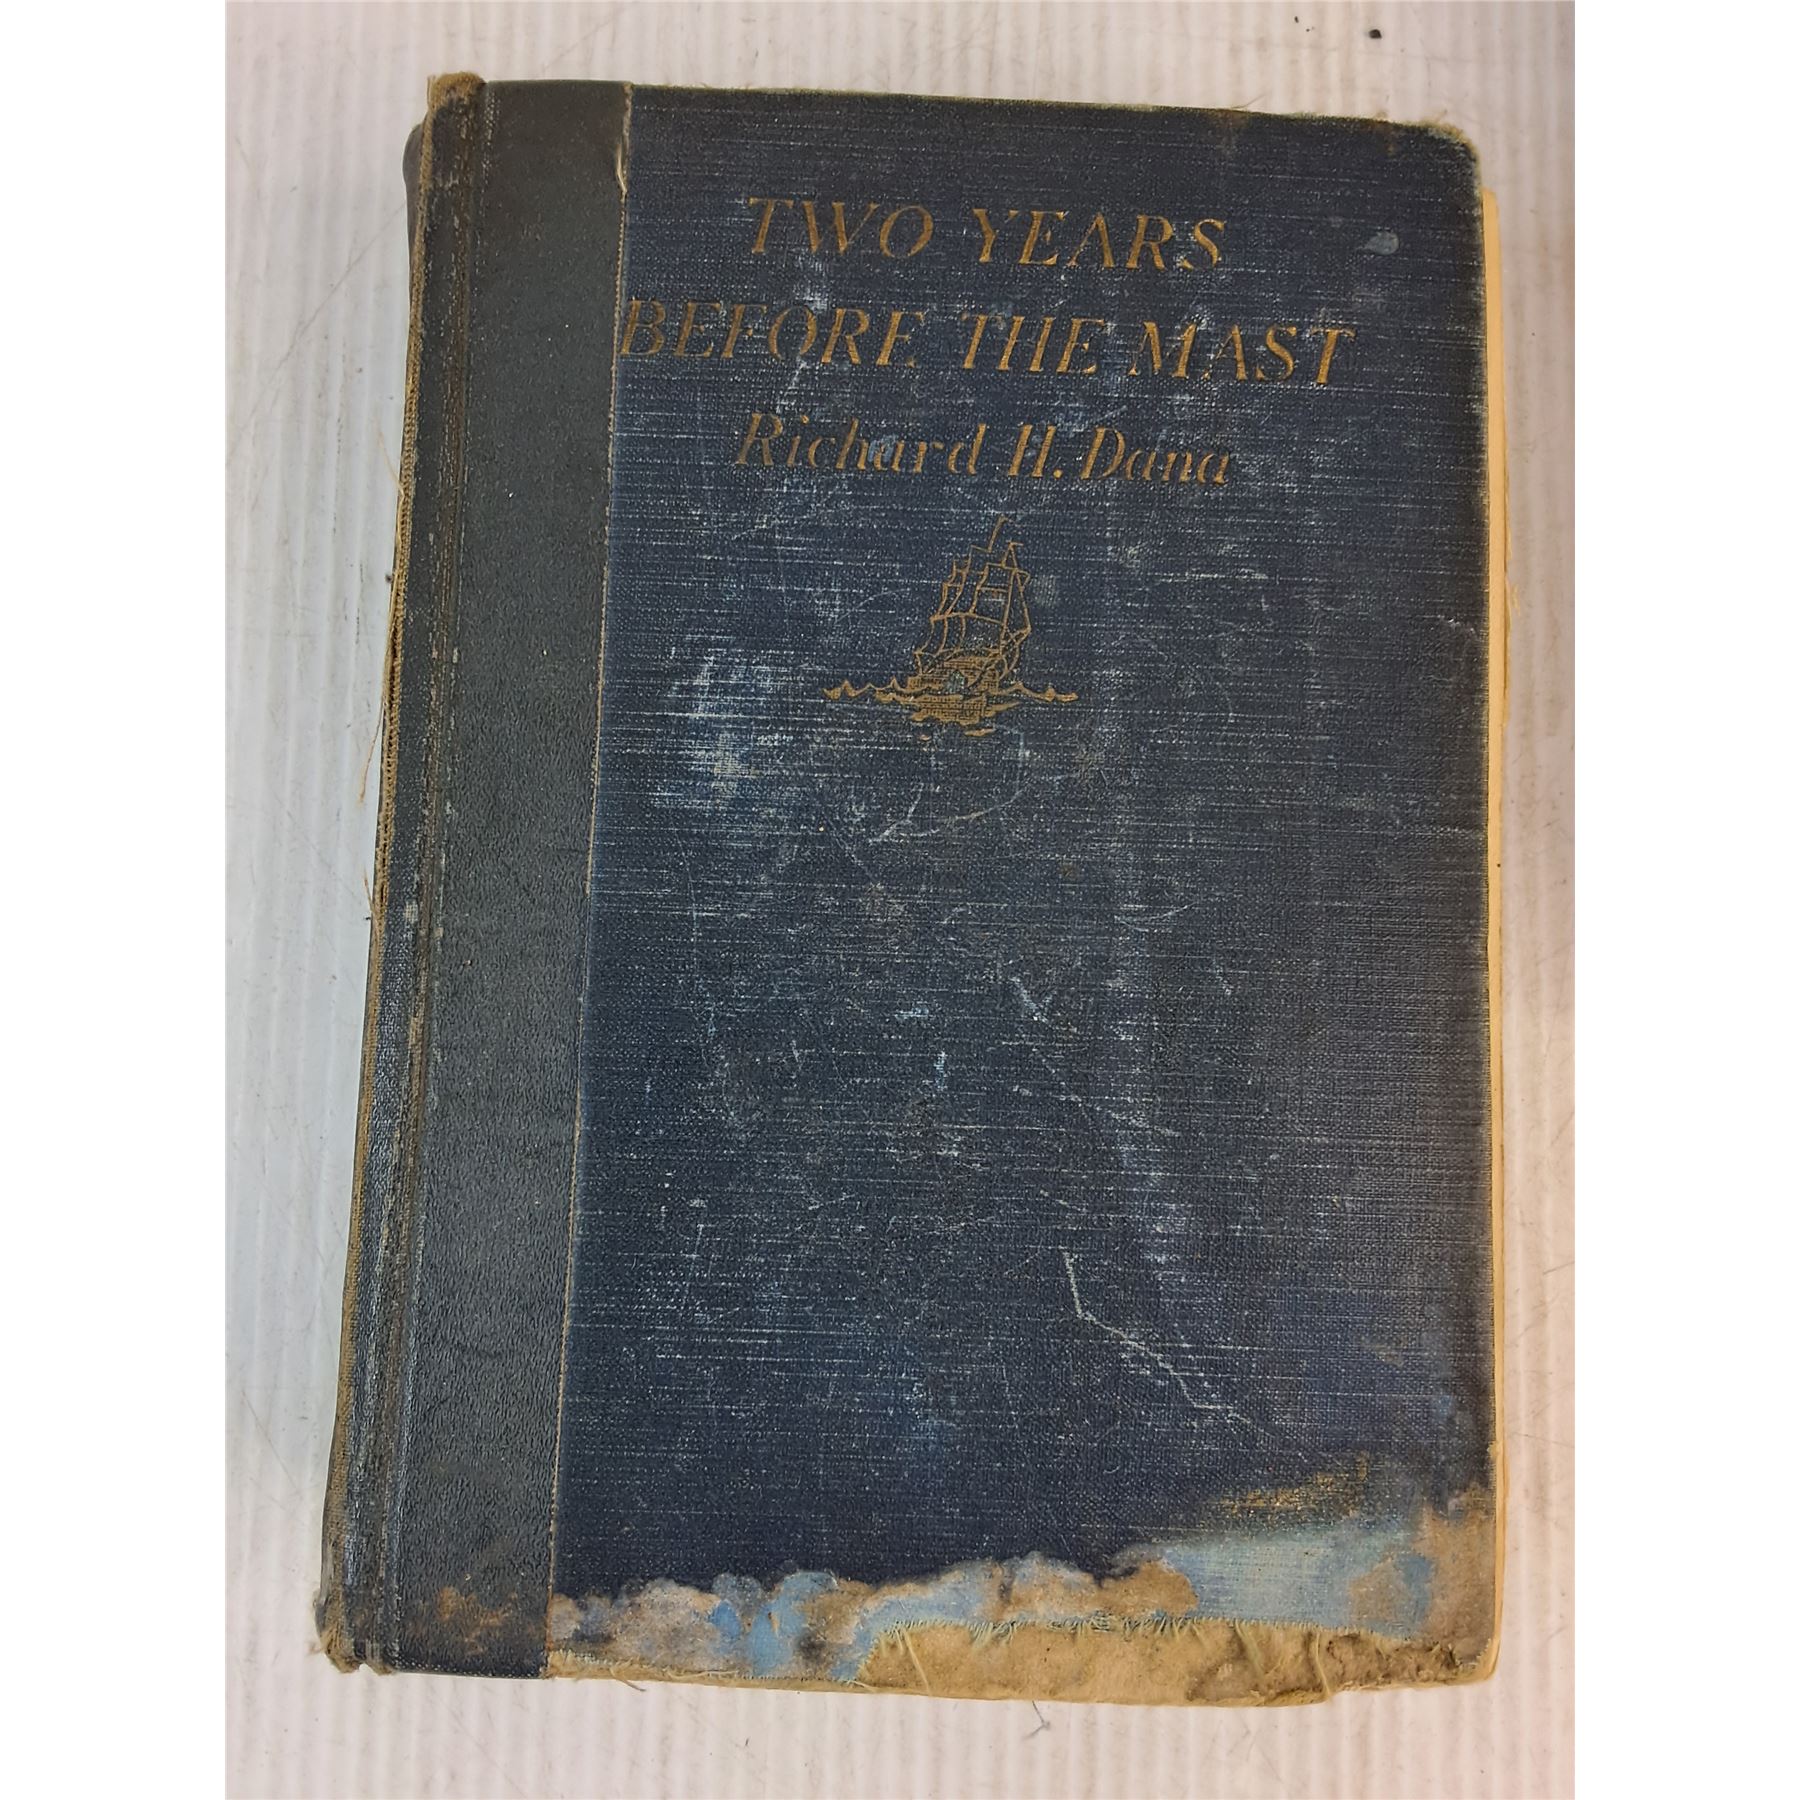 TWO YEARS
BEFORE THE MAST
Richard H. Dana